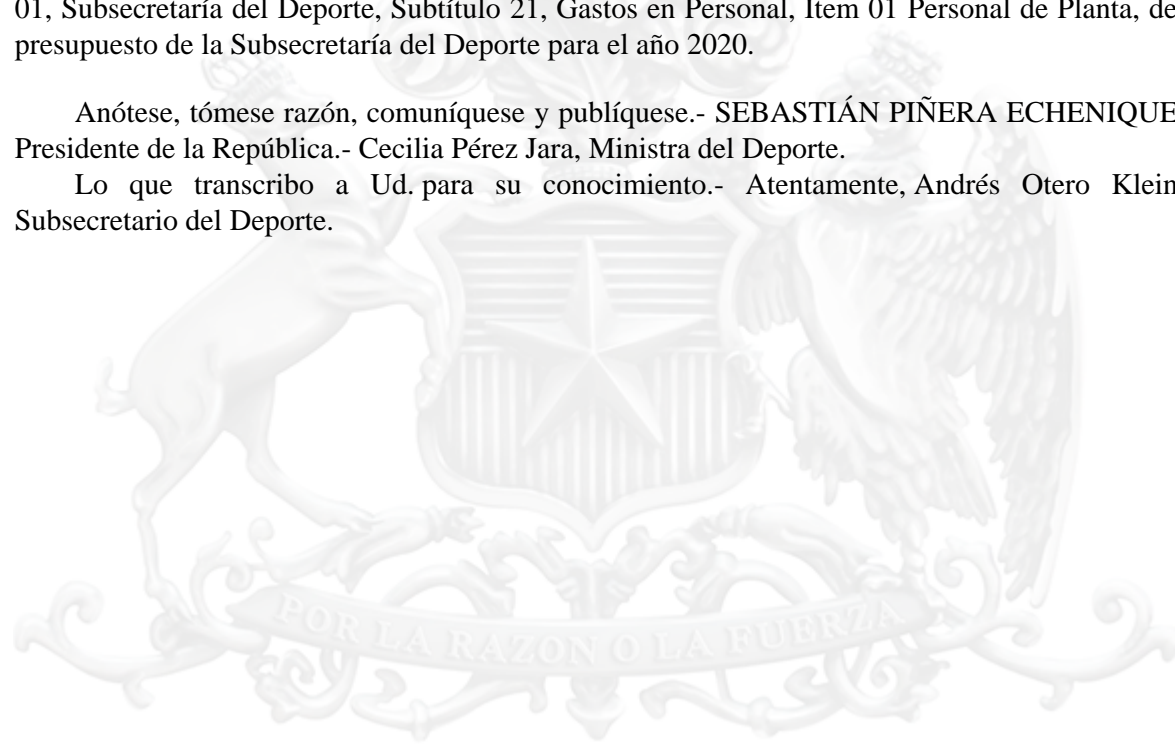 01, Subsecretaría del Deporte, Subtítulo 21, Gastos en Personal, Ítem 01 Personal de Planta, de
presupuesto de la Subsecretaría del Deporte para el año 2020.
Anótese, tómese razón, comuníquese y publíquese.- SEBASTIÁN PIÑERA ECHENIQUE
Presidente de la República.- Cecilia Pérez Jara, Ministra del Deporte.
Lo que transcribo a Ud. para su conocimiento.- Atentamente, Andrés Otero Klein
Subsecretario del Deporte.
POR LA RAZON O LA FUERZA